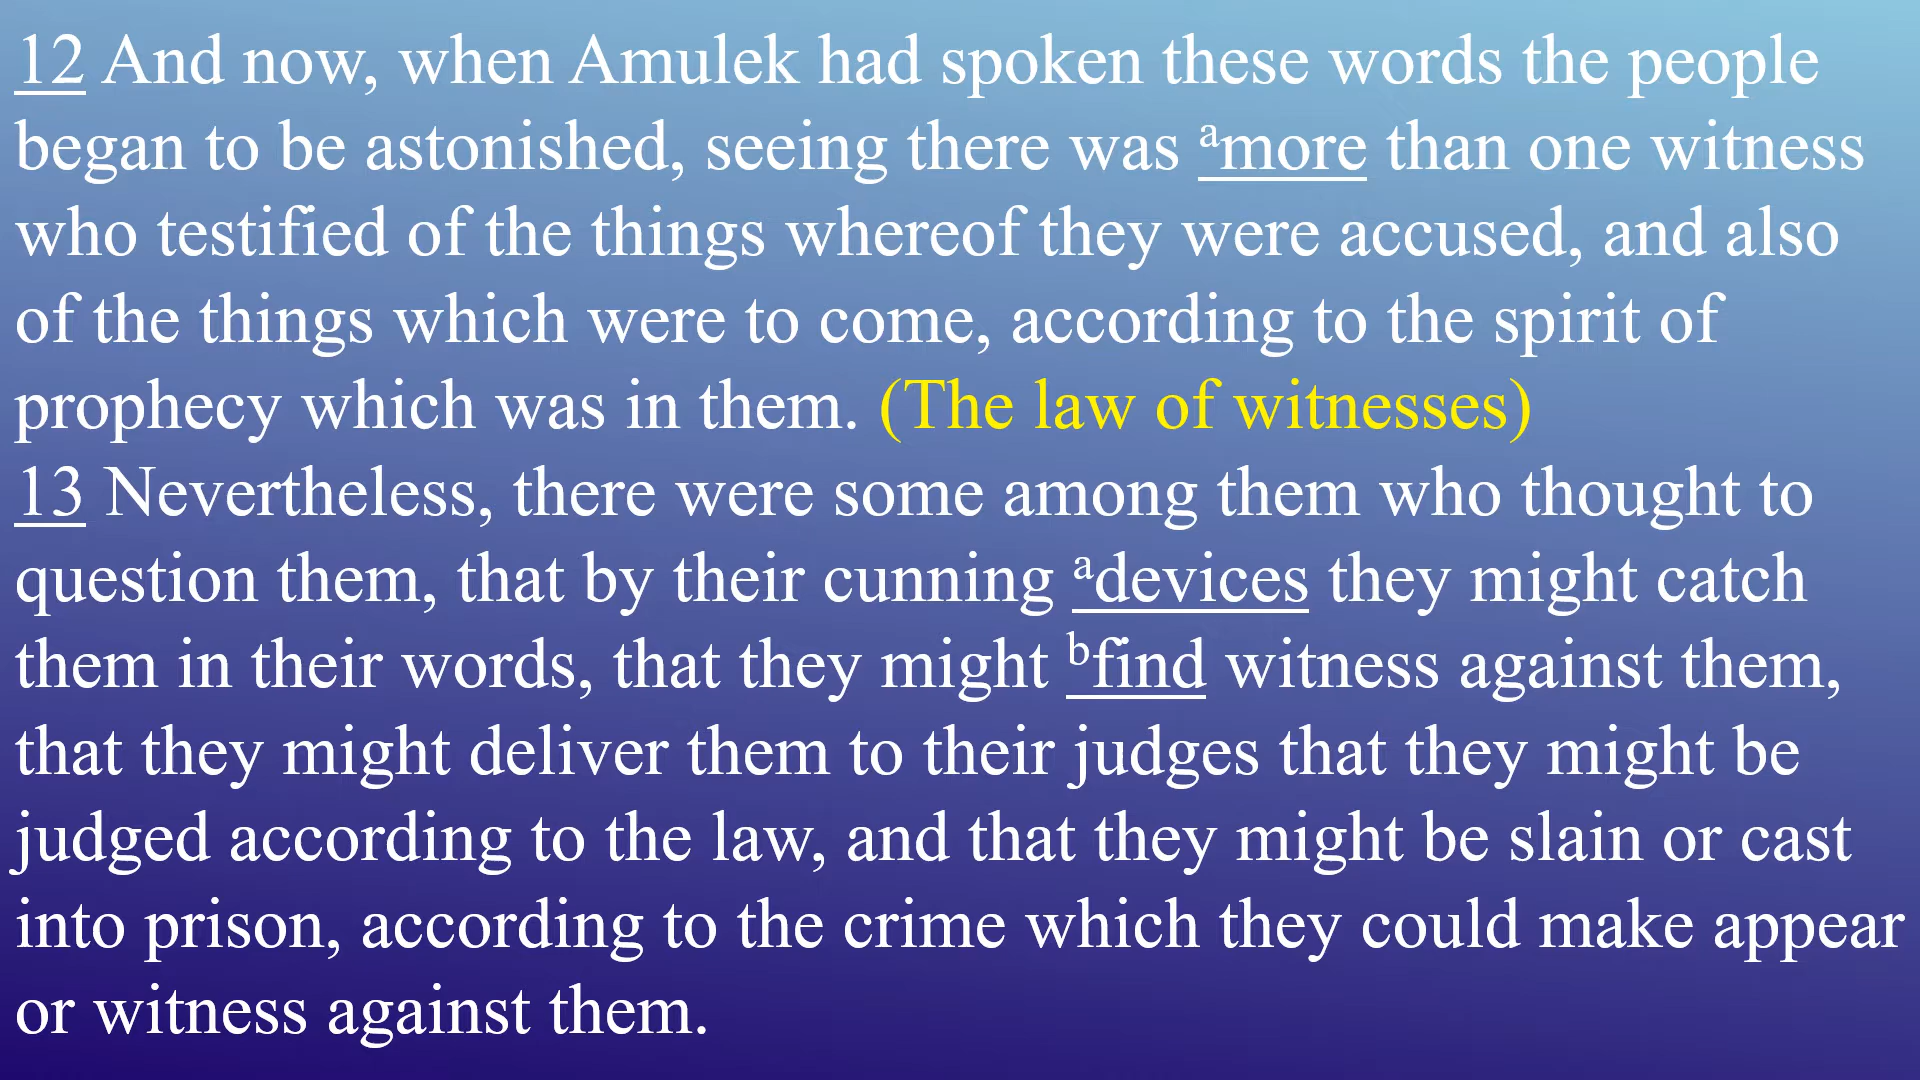 12 And now, when Amulek had spoken these words the people
began to be astonished, seeing there was amore than one witness
who testified of the things whereof they were accused, and also
of the things which were to come, according to the spirit of
prophecy which was in them. (The law of witnesses)
13 Nevertheless, there were some among them who thought to
question them, that by their cunning adevices they might catch
them in their words, that they might bfind witness against them,
that they might deliver them to their judges that they might be
judged according to the law, and that they might be slain or cast
into prison, according to the crime which they could make appear
or witness against them.